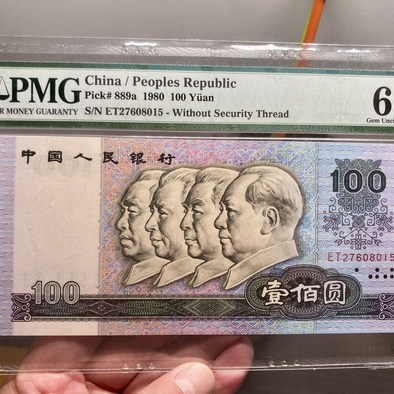 PMG
China / Peoples Republic
Pick# 889a 1980 100 Yüan
S/N ET27608015 - Without Security Thread
MONEY GUARANTY
6
Gem Unc
中国人民银行
100
ET27608015
100
壹佰圆